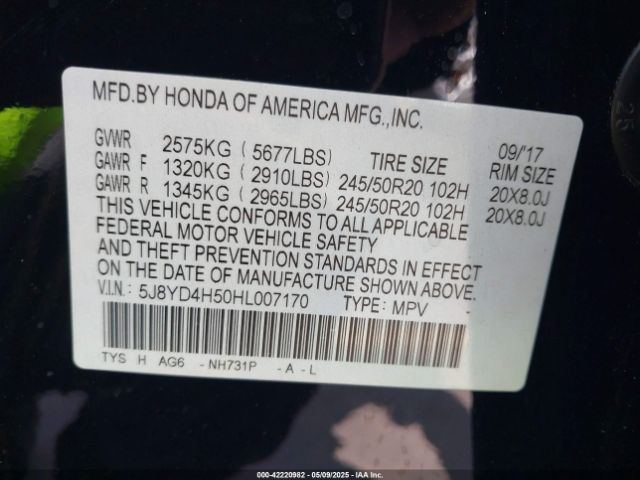 MFD.BY HONDA OF AMERICA MFG.,INC.
GVWR 2575KG ( 5677LBS) 09/'17
GAWR F 1320KG ( 2910LBS) TIRE SIZE RIM SIZE
245/50R20 102H 20X8.0J
GAWR R 1345KG ( 2965LBS) 245/50R20 102H 20X8.0J
THIS VEHICLE CONFORMS TO ALL APPLICABLE
FEDERAL MOTOR VEHICLE SAFETY
AND THEFT PREVENTION STANDARDS IN EFFECT
ON THE DATE OF MANUFACTURE SHOWN ABOVE.
V.I.N: 5J8YD4H50HL007170 TYPE: MPV -
TYS H AG6 - NH731P - A - L
000-42220982 - 05/09/2025 - IAA Inc.